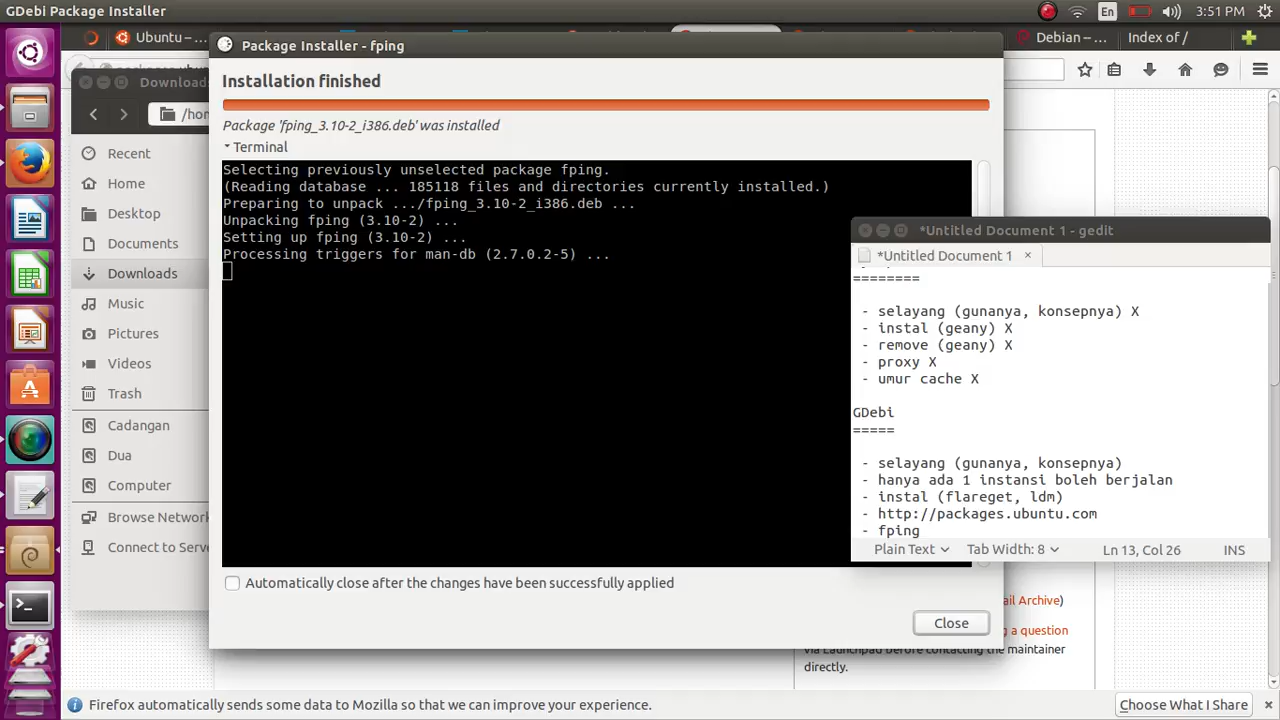 GDebi Package Installer
En
3:51 PM
Ubuntu – ...
Debian – ...
Index of /
Package Installer - fping
Installation finished
Package 'fping_3.10-2_i386.deb' was installed
Terminal
Selecting previously unselected package fping.
(Reading database ... 185118 files and directories currently installed.)
Preparing to unpack .../fping_3.10-2_i386.deb ...
Unpacking fping (3.10-2) ...
Setting up fping (3.10-2) ...
Processing triggers for man-db (2.7.0.2-5) ...
Automatically close after the changes have been successfully applied
Close
Downloads
/hom
Recent
Home
Desktop
Documents
Downloads
Music
Pictures
Videos
Trash
Cadangan
Dua
Computer
Browse Network
Connect to Serve
*Untitled Document 1 - gedit
*Untitled Document 1 ×
========
- selayang (gunanya, konsepnya) X
- instal (geany) X
- remove (geany) X
- proxy X
- umur cache X
GDebi
=====
- selayang (gunanya, konsepnya)
- hanya ada 1 instansi boleh berjalan
- instal (flareget, ldm)
- http://packages.ubuntu.com
- fping
Plain Text
Tab Width: 8
Ln 13, Col 26
INS
ail Archive)
g a question
via Launchpad before contacting the maintainer
directly.
Firefox automatically sends some data to Mozilla so that we can improve your experience.
Choose What I Share